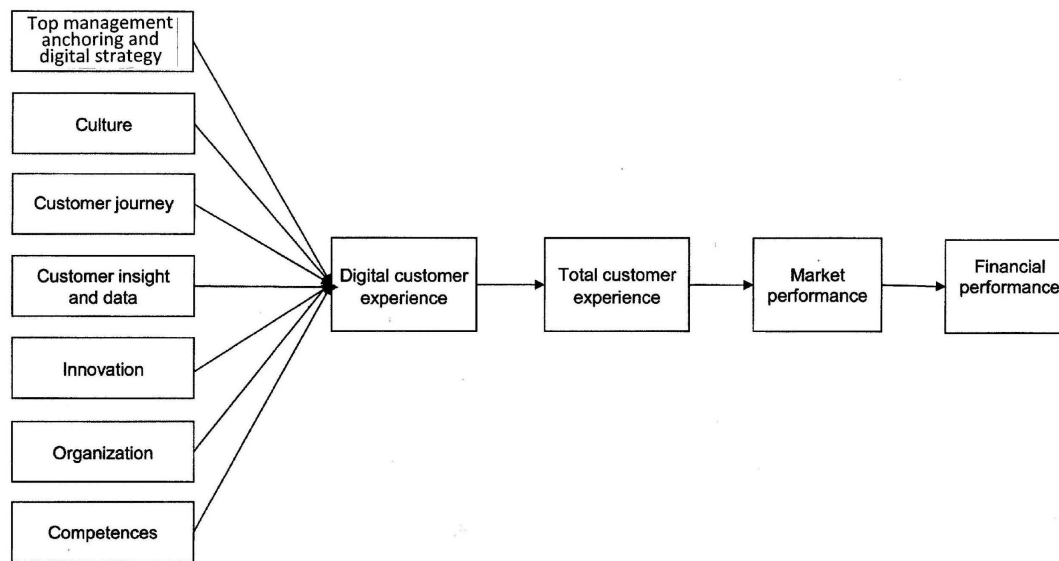 Top management
anchoring and
digital strategy
Culture
Customer journey
Customer insight
and data
Innovation
Organization
Competences
Digital customer
experience
Total customer
experience
Market
performance
Financial
performance